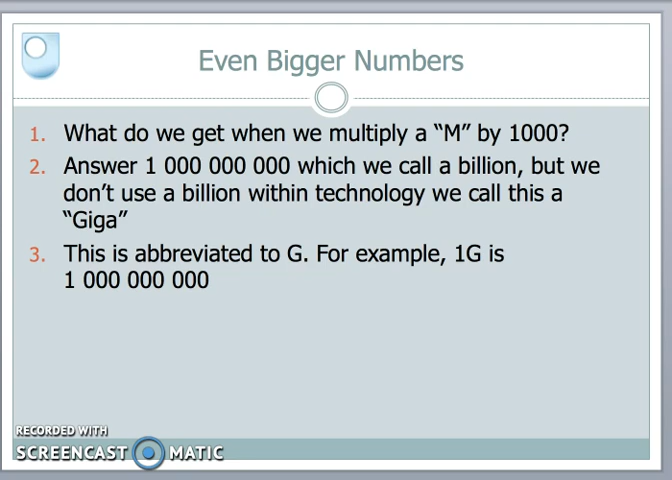 Even Bigger Numbers
1. What do we get when we multiply a “M” by 1000?
2. Answer 1 000 000 000 which we call a billion, but we
don’t use a billion within technology we call this a
“Giga”
3. This is abbreviated to G. For example, 1G is
1 000 000 000
RECORDED WITH
SCREENCAST MATIC